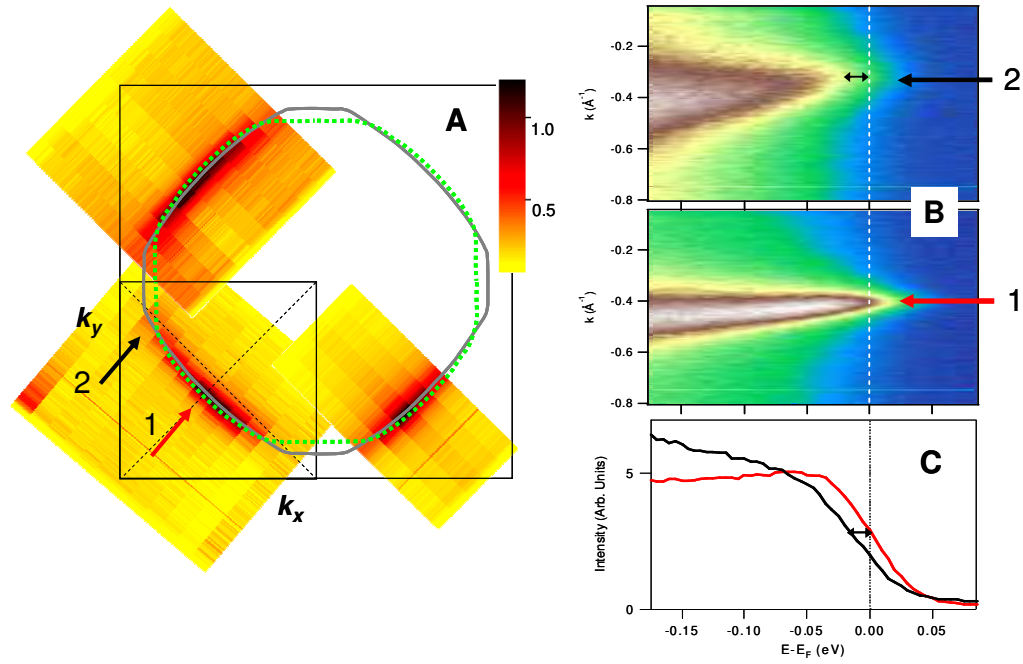 A
1.0
0.5
k_y
2
1
k_x
-0.2
-0.4
-0.6
-0.8
k (Å⁻¹)
2
B
-0.2
-0.4
-0.6
-0.8
k (Å⁻¹)
1
C
5
0
Intensity (Arb. Units)
-0.15
-0.10
-0.05
0.00
0.05
E-E_F (eV)